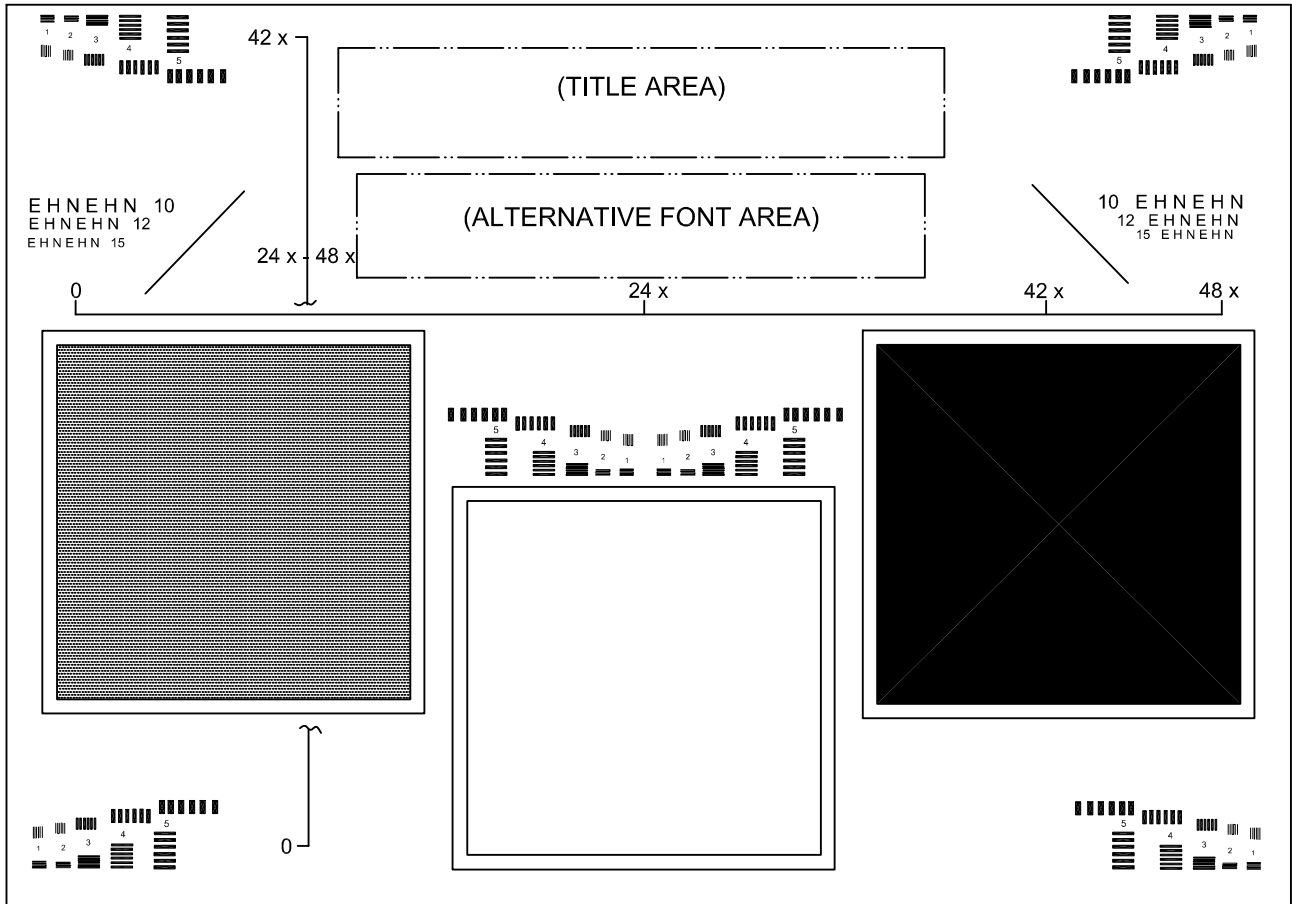 1 2 3 4 5
42 x
5 4 3 2 1
(TITLE AREA)
EHNEHN 10
EHNEHN 12
EHNEHN 15
(ALTERNATIVE FONT AREA)
10 EHNEHN
12 EHNEHN
15 EHNEHN
24 x - 48 x
0
24 x
42 x
48 x
5 4 3 2 1 1 2 3 4 5
1 2 3 4 5
0
5 4 3 2 1